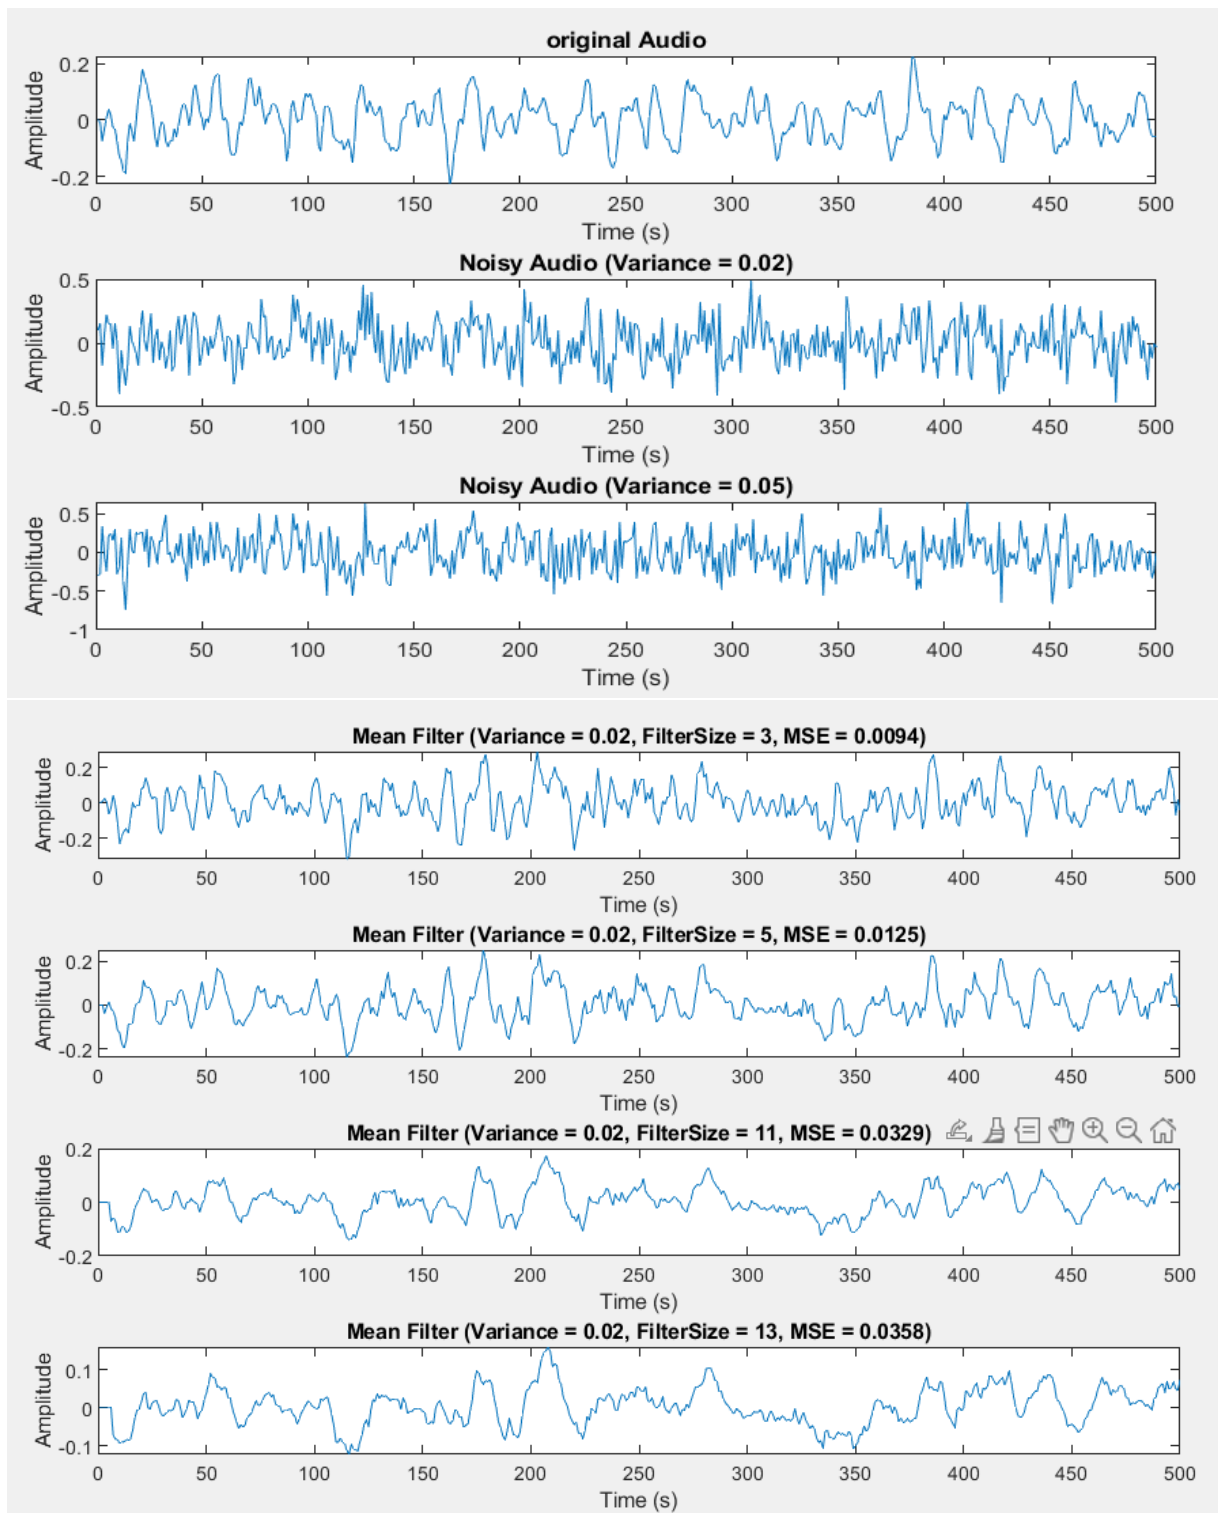 original Audio
0.2
0
-0.2
Amplitude
0 50 100 150 200 250 300 350 400 450 500
Time (s)
Noisy Audio (Variance = 0.02)
0.5
0
-0.5
Amplitude
0 50 100 150 200 250 300 350 400 450 500
Time (s)
Noisy Audio (Variance = 0.05)
0.5
0
-0.5
-1
Amplitude
0 50 100 150 200 250 300 350 400 450 500
Time (s)
Mean Filter (Variance = 0.02, FilterSize = 3, MSE = 0.0094)
0.2
0
-0.2
Amplitude
0 50 100 150 200 250 300 350 400 450 500
Time (s)
Mean Filter (Variance = 0.02, FilterSize = 5, MSE = 0.0125)
0.2
0
-0.2
Amplitude
0 50 100 150 200 250 300 350 400 450 500
Time (s)
Mean Filter (Variance = 0.02, FilterSize = 11, MSE = 0.0329)
0.2
0
-0.2
Amplitude
0 50 100 150 200 250 300 350 400 450 500
Time (s)
Mean Filter (Variance = 0.02, FilterSize = 13, MSE = 0.0358)
0.1
0
-0.1
Amplitude
0 50 100 150 200 250 300 350 400 450 500
Time (s)